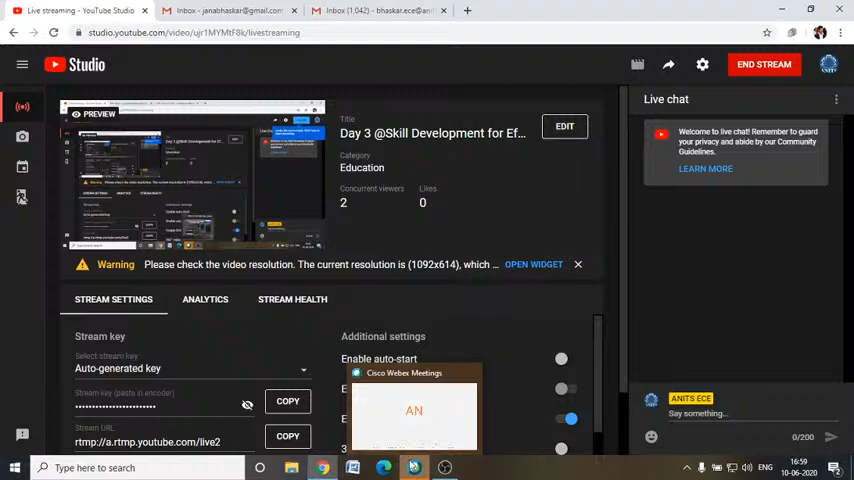 Live streaming - YouTube Studio
Inbox - janabhaskar@gmail.com
Inbox (1,042) - bhaskar.ece@ani
studio.youtube.com/video/ujr1MYMtF8k/livestreaming
Studio
END STREAM
PREVIEW
Title
Day 3 @Skill Development for Ef...
EDIT
Category
Education
Concurrent viewers
Likes
2
0
Warning Please check the video resolution. The current resolution is (1092x614), which ... OPEN WIDGET
STREAM SETTINGS
ANALYTICS
STREAM HEALTH
Stream key
Select stream key
Auto-generated key
Stream key (paste in encoder)
COPY
Stream URL
rtmp://a.rtmp.youtube.com/live2
COPY
Additional settings
Enable auto-start
E
E
3
Cisco Webex Meetings
AN
Live chat
Welcome to live chat! Remember to guard
your privacy and abide by our Community
Guidelines.
LEARN MORE
ANITS ECE
Say something...
0/200
Type here to search
ENG
16:59
10-06-2020
2